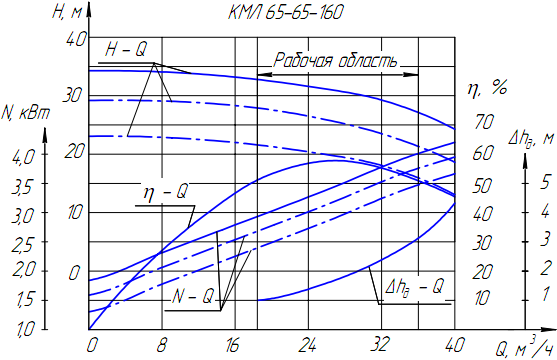 H, м
КМЛ 65-65-160
40
H – Q
Рабочая область
η, %
N, кВт
30
70
Δh∂, м
4,0
20
60
3,5
η – Q
50
5
3,0
10
40
4
2,5
30
3
2,0
0
N – Q
Δh∂ – Q
20
2
1,5
10
1
1,0
0
8
16
24
32
40
Q, м³/ч